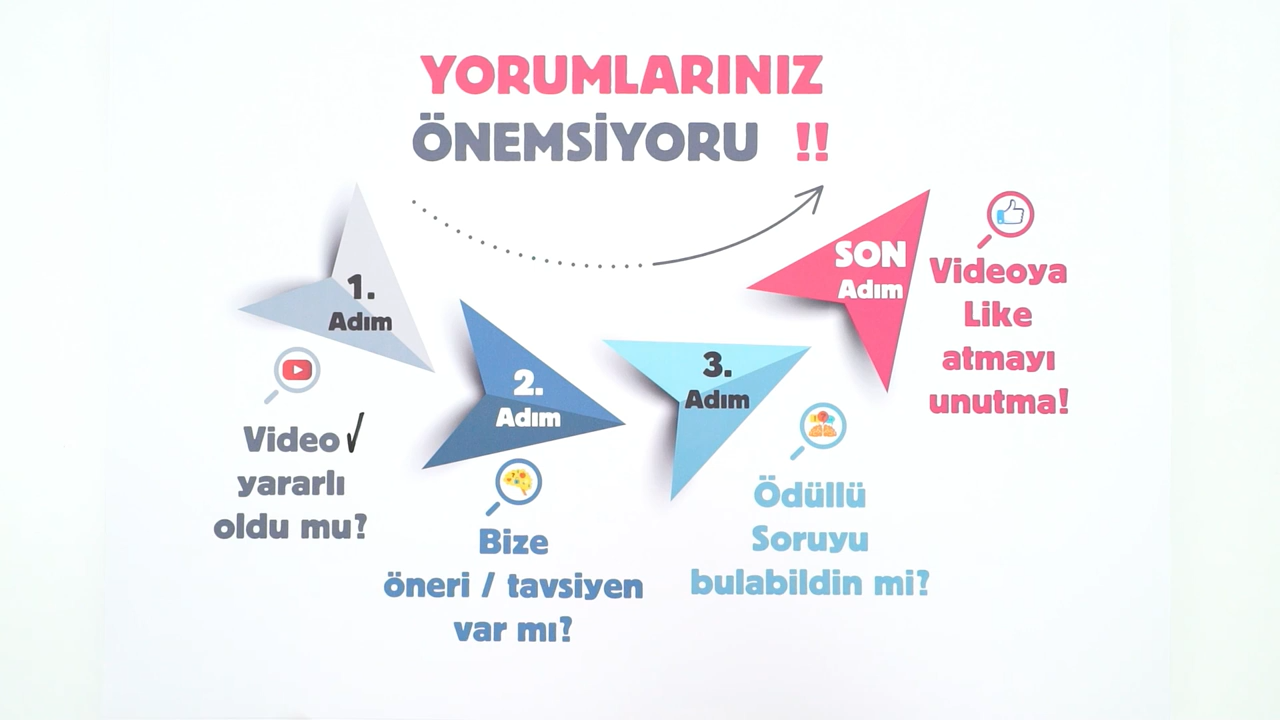 YORUMLARINIZ
ÖNEMSİYORU !!
1.
Adım
Video
yararlı
oldu mu?
2.
Adım
Bize
öneri / tavsiyen
var mı?
3.
Adım
Ödüllü
Soruyu
bulabildin mi?
SON
Adım
Videoya
Like
atmayı
unutma!